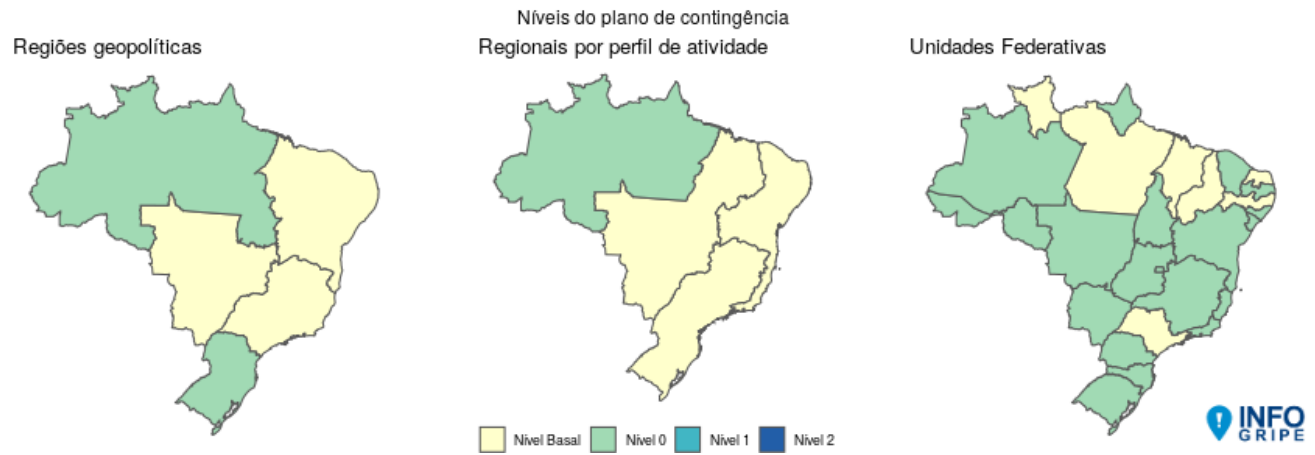 Níveis do plano de contingência
Regiões geopolíticas
Regionais por perfil de atividade
Unidades Federativas
Nível Basal
Nível 0
Nível 1
Nível 2
INFO
GRIPE